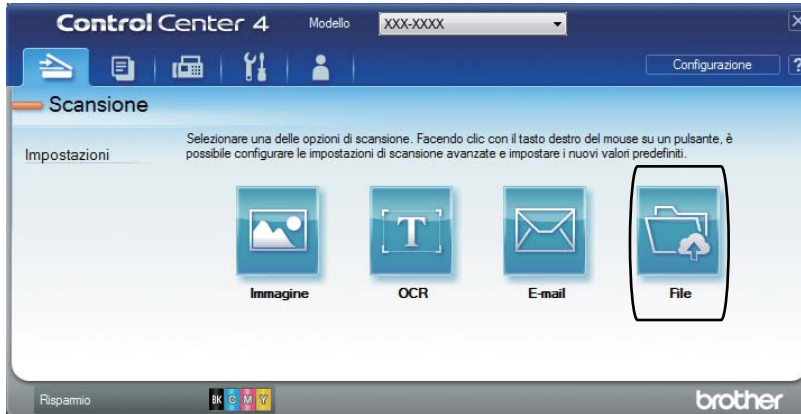 Control Center 4
Modello
XXX-XXXX
Configurazione
?
Scansione
Impostazioni
Selezionare una delle opzioni di scansione. Facendo clic con il tasto destro del mouse su un pulsante, è
possibile configurare le impostazioni di scansione avanzate e impostare i nuovi valori predefiniti.
T
Immagine
OCR
E-mail
File
Risparmio
BK C M Y
brother